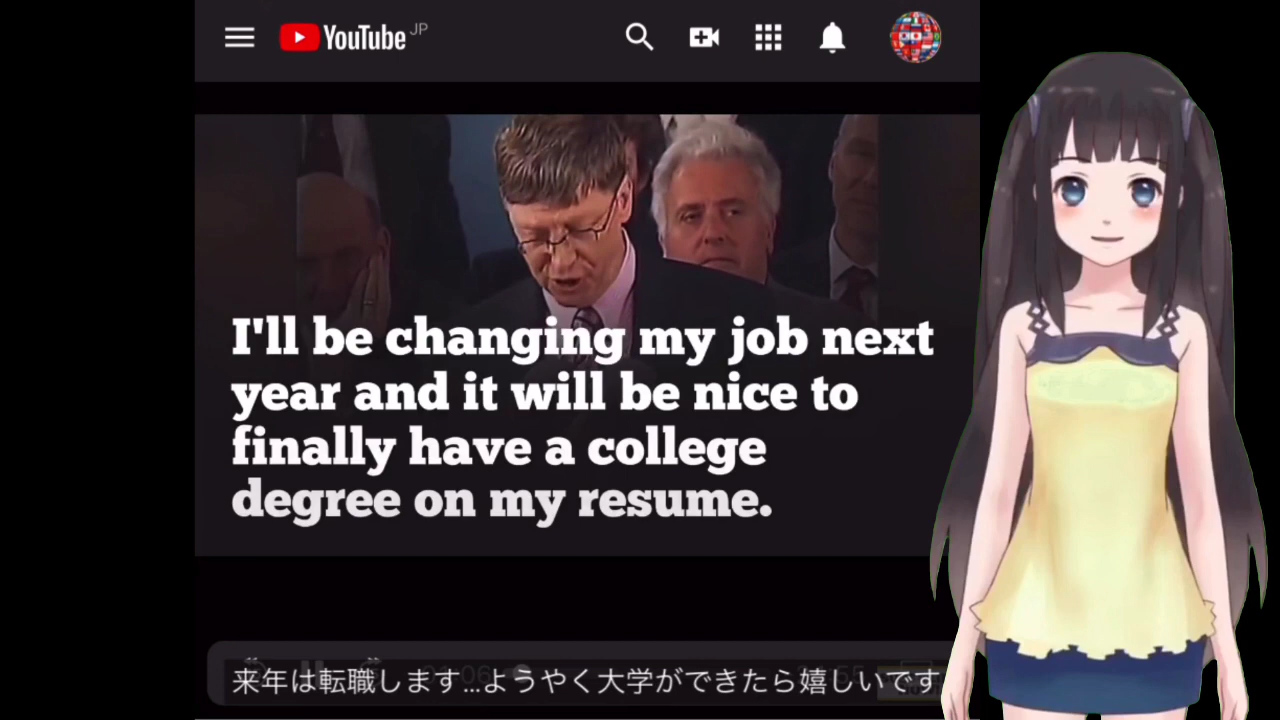 YouTube JP
I'll be changing my job next
year and it will be nice to
finally have a college
degree on my resume.
来年は転職します...ようやく大学ができたら嬉しいです